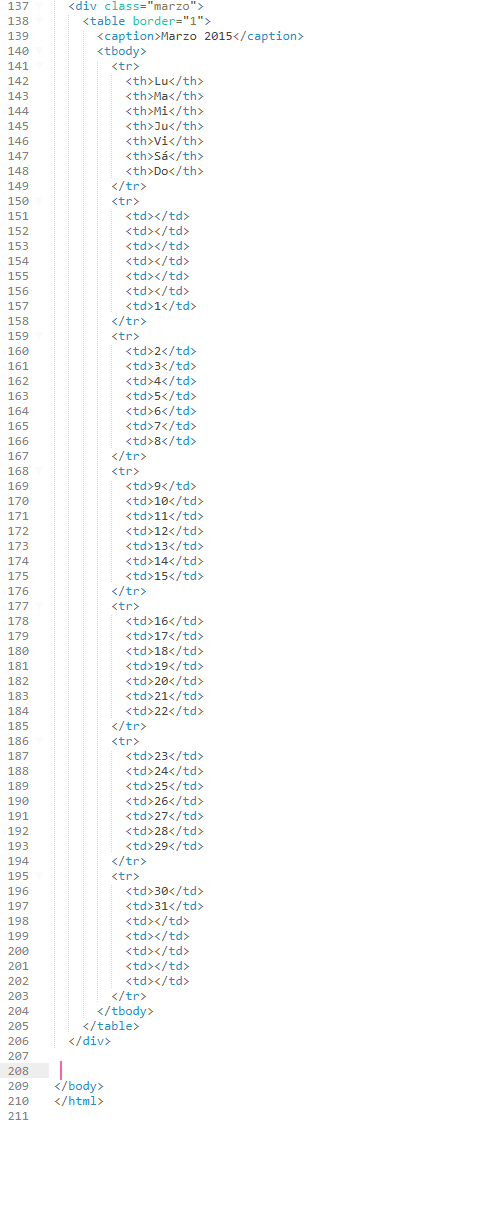 137 <div class="marzo">
138 <table border="1">
139 <caption>Marzo 2015</caption>
140 <tbody>
141 <tr>
142 <th>Lu</th>
143 <th>Ma</th>
144 <th>Mi</th>
145 <th>Ju</th>
146 <th>Vi</th>
147 <th>Sá</th>
148 <th>Do</th>
149 </tr>
150 <tr>
151 <td></td>
152 <td></td>
153 <td></td>
154 <td></td>
155 <td></td>
156 <td></td>
157 <td>1</td>
158 </tr>
159 <tr>
160 <td>2</td>
161 <td>3</td>
162 <td>4</td>
163 <td>5</td>
164 <td>6</td>
165 <td>7</td>
166 <td>8</td>
167 </tr>
168 <tr>
169 <td>9</td>
170 <td>10</td>
171 <td>11</td>
172 <td>12</td>
173 <td>13</td>
174 <td>14</td>
175 <td>15</td>
176 </tr>
177 <tr>
178 <td>16</td>
179 <td>17</td>
180 <td>18</td>
181 <td>19</td>
182 <td>20</td>
183 <td>21</td>
184 <td>22</td>
185 </tr>
186 <tr>
187 <td>23</td>
188 <td>24</td>
189 <td>25</td>
190 <td>26</td>
191 <td>27</td>
192 <td>28</td>
193 <td>29</td>
194 </tr>
195 <tr>
196 <td>30</td>
197 <td>31</td>
198 <td></td>
199 <td></td>
200 <td></td>
201 <td></td>
202 <td></td>
203 </tr>
204 </tbody>
205 </table>
206 </div>
207
208
209 </body>
210 </html>
211